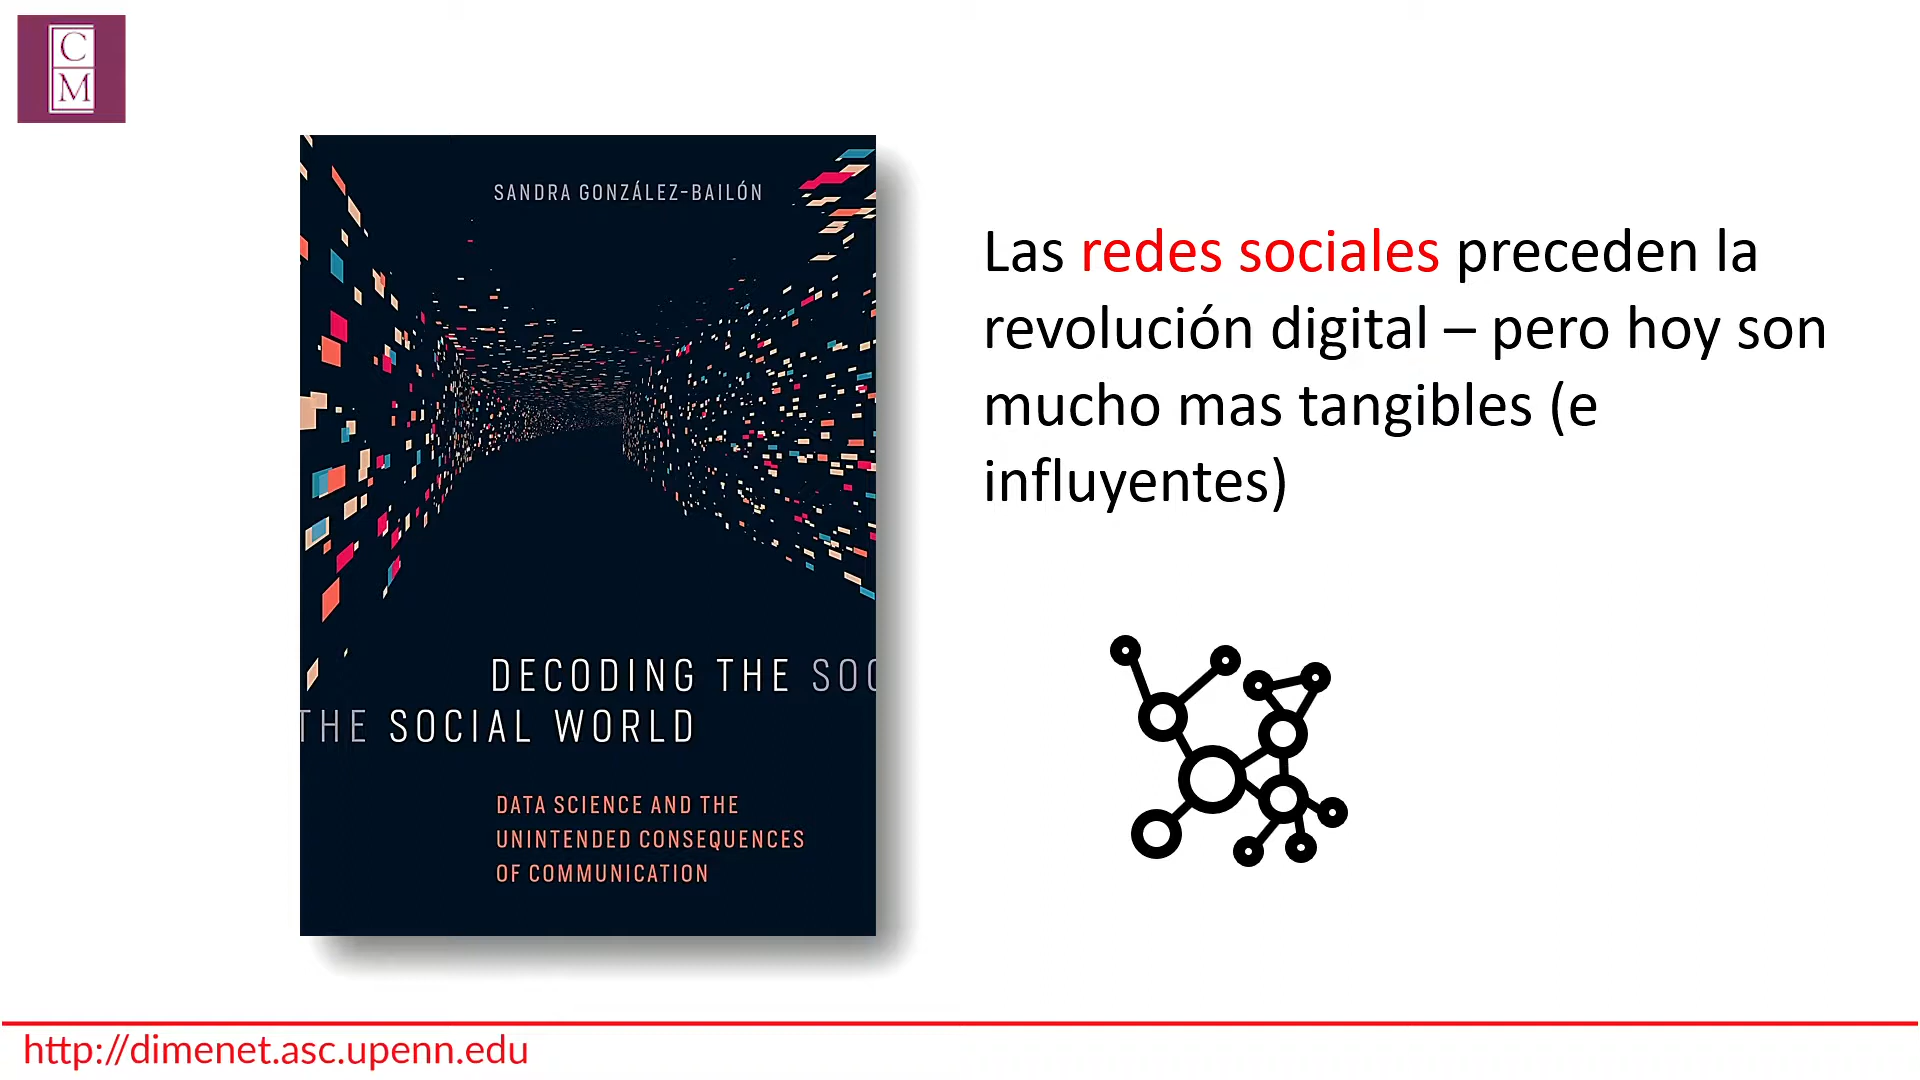 C
M
SANDRA GONZÁLEZ-BAILÓN
DECODING THE SOC
THE SOCIAL WORLD
DATA SCIENCE AND THE
UNINTENDED CONSEQUENCES
OF COMMUNICATION
Las redes sociales preceden la
revolución digital – pero hoy son
mucho mas tangibles (e
influyentes)
http://dimenet.asc.upenn.edu